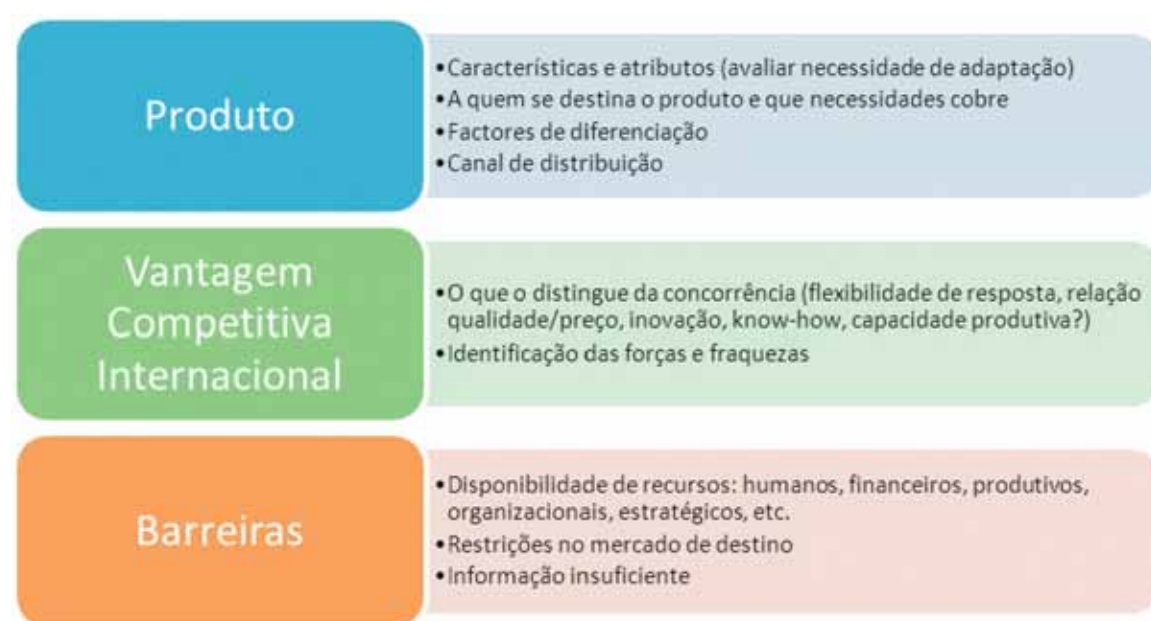 Produto
•Características e atributos (avaliar necessidade de adaptação)
•A quem se destina o produto e que necessidades cobre
•Factores de diferenciação
•Canal de distribuição
Vantagem
Competitiva
Internacional
•O que o distingue da concorrência (flexibilidade de resposta, relação
qualidade/preço, inovação, know-how, capacidade produtiva?)
•Identificação das forças e fraquezas
Barreiras
•Disponibilidade de recursos: humanos, financeiros, produtivos,
organizacionais, estratégicos, etc.
•Restrições no mercado de destino
•Informação insuficiente